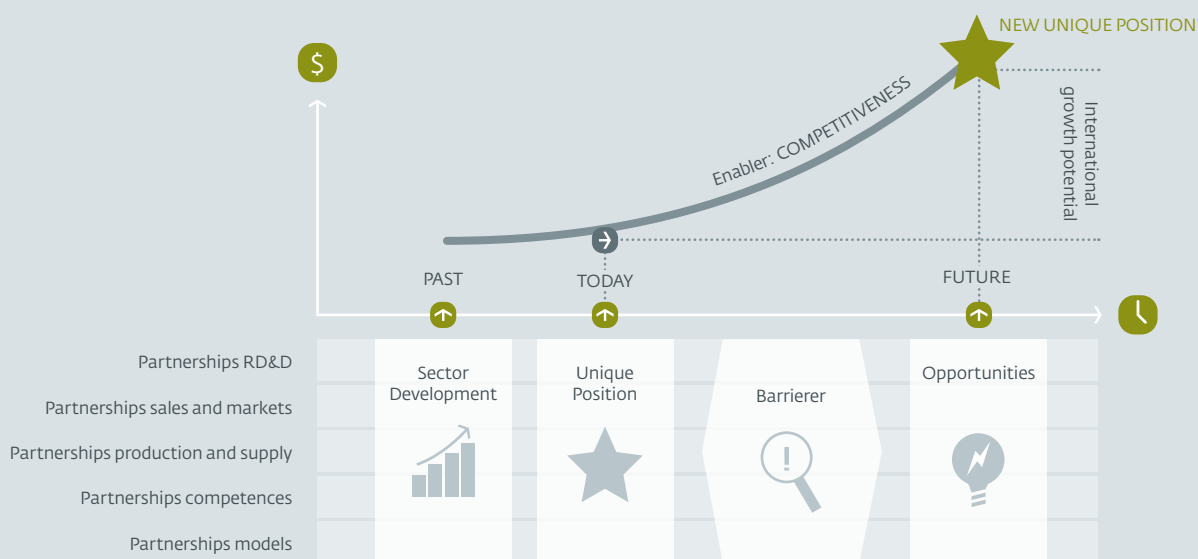 NEW UNIQUE POSITION
$
Enabler: COMPETITIVENESS
International
growth potential
PAST
TODAY
FUTURE
Partnerships RD&D
Partnerships sales and markets
Partnerships production and supply
Partnerships competences
Partnerships models
Sector
Development
Unique
Position
Barrierer
!
Opportunities